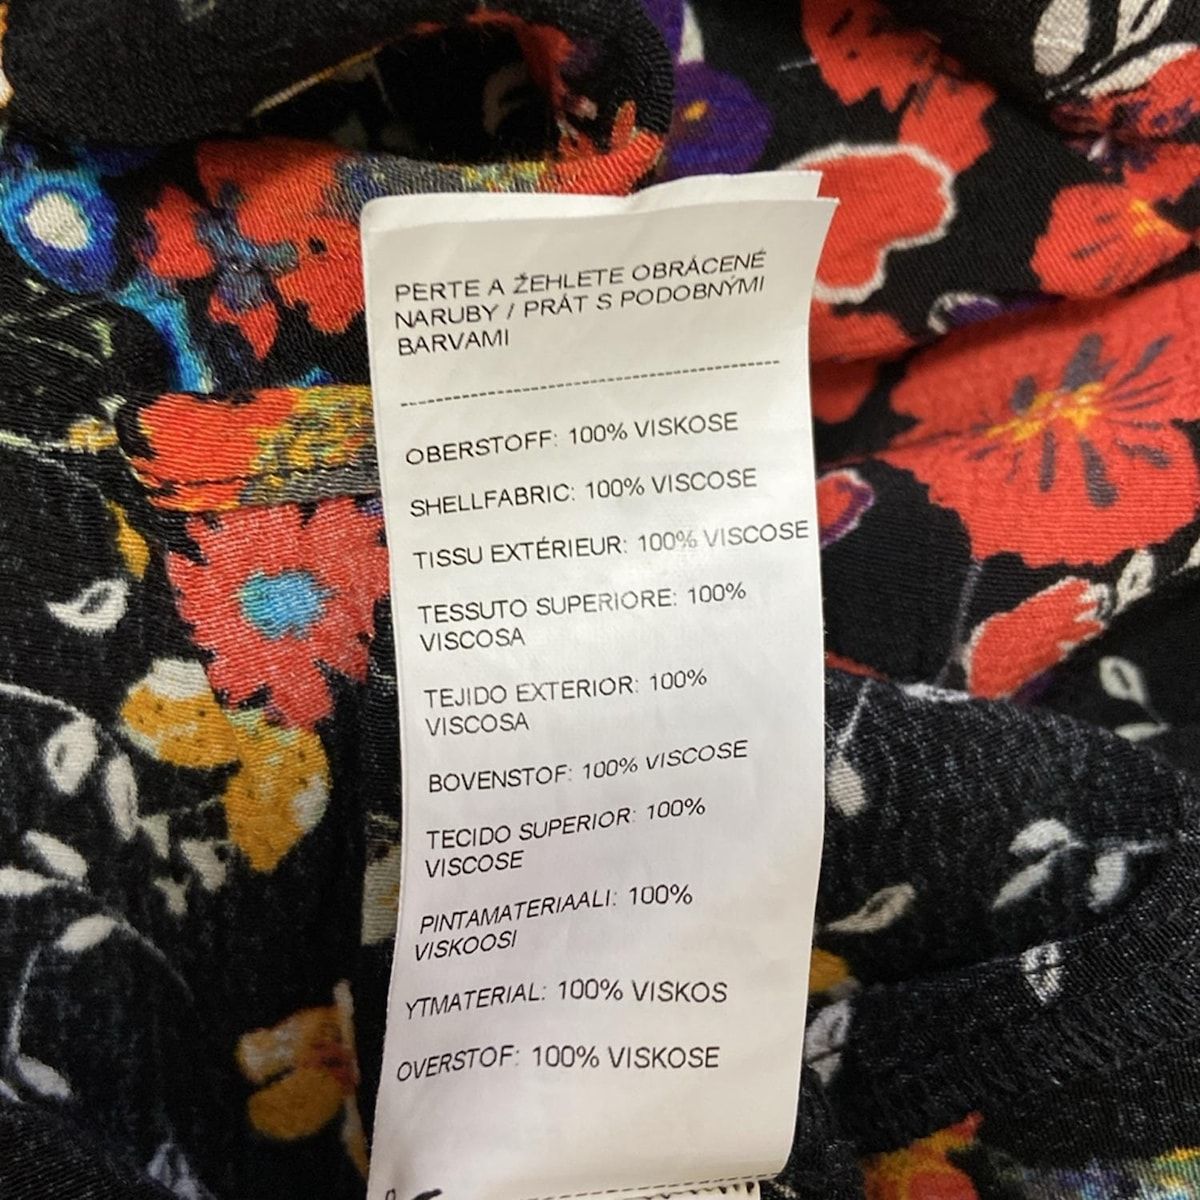 PERTE A ŽEHLETE OBRÁCENÉ
NARUBY / PRÁT S PODOBNÝMI
BARVAMI
OBERSTOFF: 100% VISKOSE
SHELLFABRIC: 100% VISCOSE
TISSU EXTÉRIEUR: 100% VISCOSE
TESSUTO SUPERIORE: 100%
VISCOSA
TEJIDO EXTERIOR: 100%
VISCOSA
BOVENSTOF: 100% VISCOSE
TECIDO SUPERIOR: 100%
VISCOSE
PINTAMATERIAALI: 100%
VISKOOSI
YTMATERIAL: 100% VISKOS
OVERSTOF: 100% VISKOSE